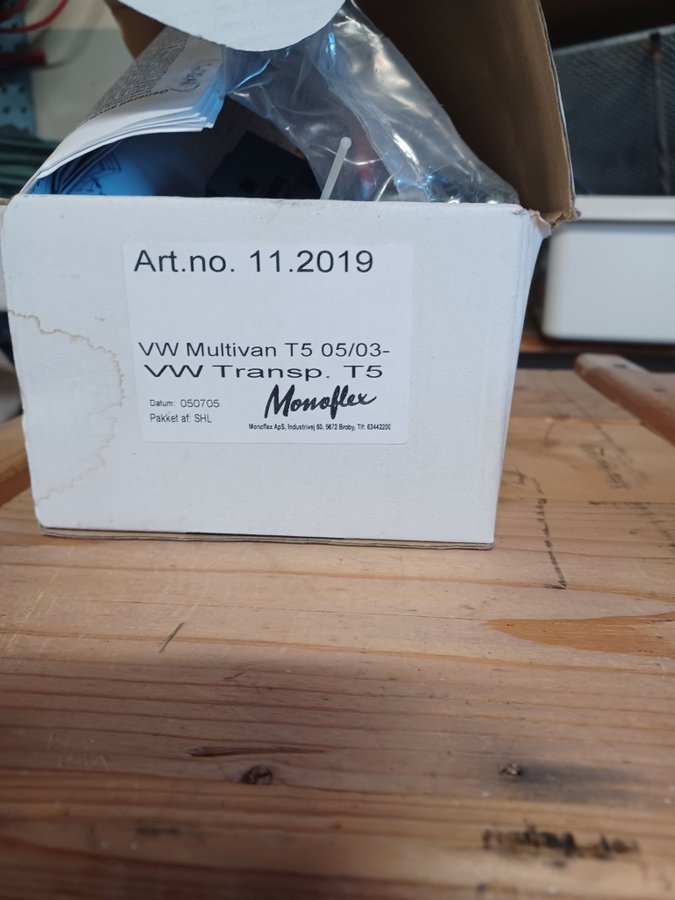 Art.no. 11.2019
VW Multivan T5 05/03-
VW Transp. T5
Datum: 050705
Pakket af: SHL
Monoflex
Monoflex ApS, Industrivej 60, 5672 Broby, Tlf: 63442200